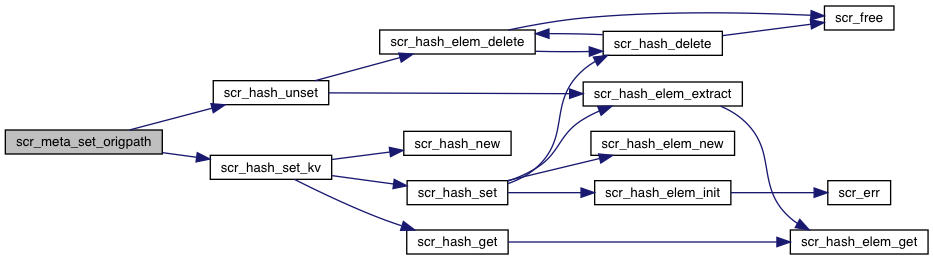 scr_free
scr_hash_elem_delete
scr_hash_delete
scr_hash_unset
scr_hash_elem_extract
scr_meta_set_origpath
scr_hash_new
scr_hash_elem_new
scr_hash_set_kv
scr_hash_set
scr_hash_elem_init
scr_err
scr_hash_get
scr_hash_elem_get